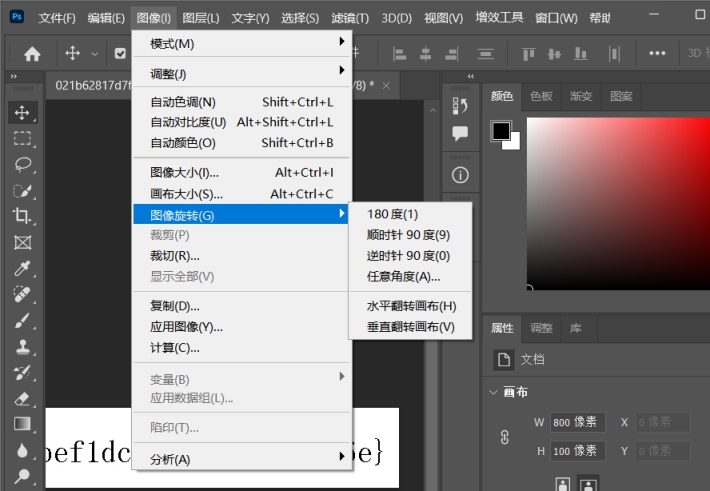 Ps 文件(F) 编辑(E) 图像(I) 图层(L) 文字(Y) 选择(S) 滤镜(T) 3D(D) 视图(V) 增效工具 窗口(W) 帮助
模式(M)
件
3D
调整(J)
021b62817d7f
/8) * ×
颜色 色板 渐变 图案
自动色调(N) Shift+Ctrl+L
自动对比度(U) Alt+Shift+Ctrl+L
自动颜色(O) Shift+Ctrl+B
图像大小(I)... Alt+Ctrl+I
画布大小(S)... Alt+Ctrl+C
图像旋转(G)
180 度(1)
裁剪(P)
顺时针 90 度(9)
裁切(R)...
逆时针 90 度(0)
显示全部(V)
任意角度(A)...
复制(D)...
水平翻转画布(H)
应用图像(Y)...
垂直翻转画布(V)
属性 调整 库
计算(C)...
文档
变量(B)
应用数据组(L)...
画布
陷印(T)...
W 800 像素 X 0 像素
H 100 像素 Y 0 像素
分析(A)
ef1dc
e}